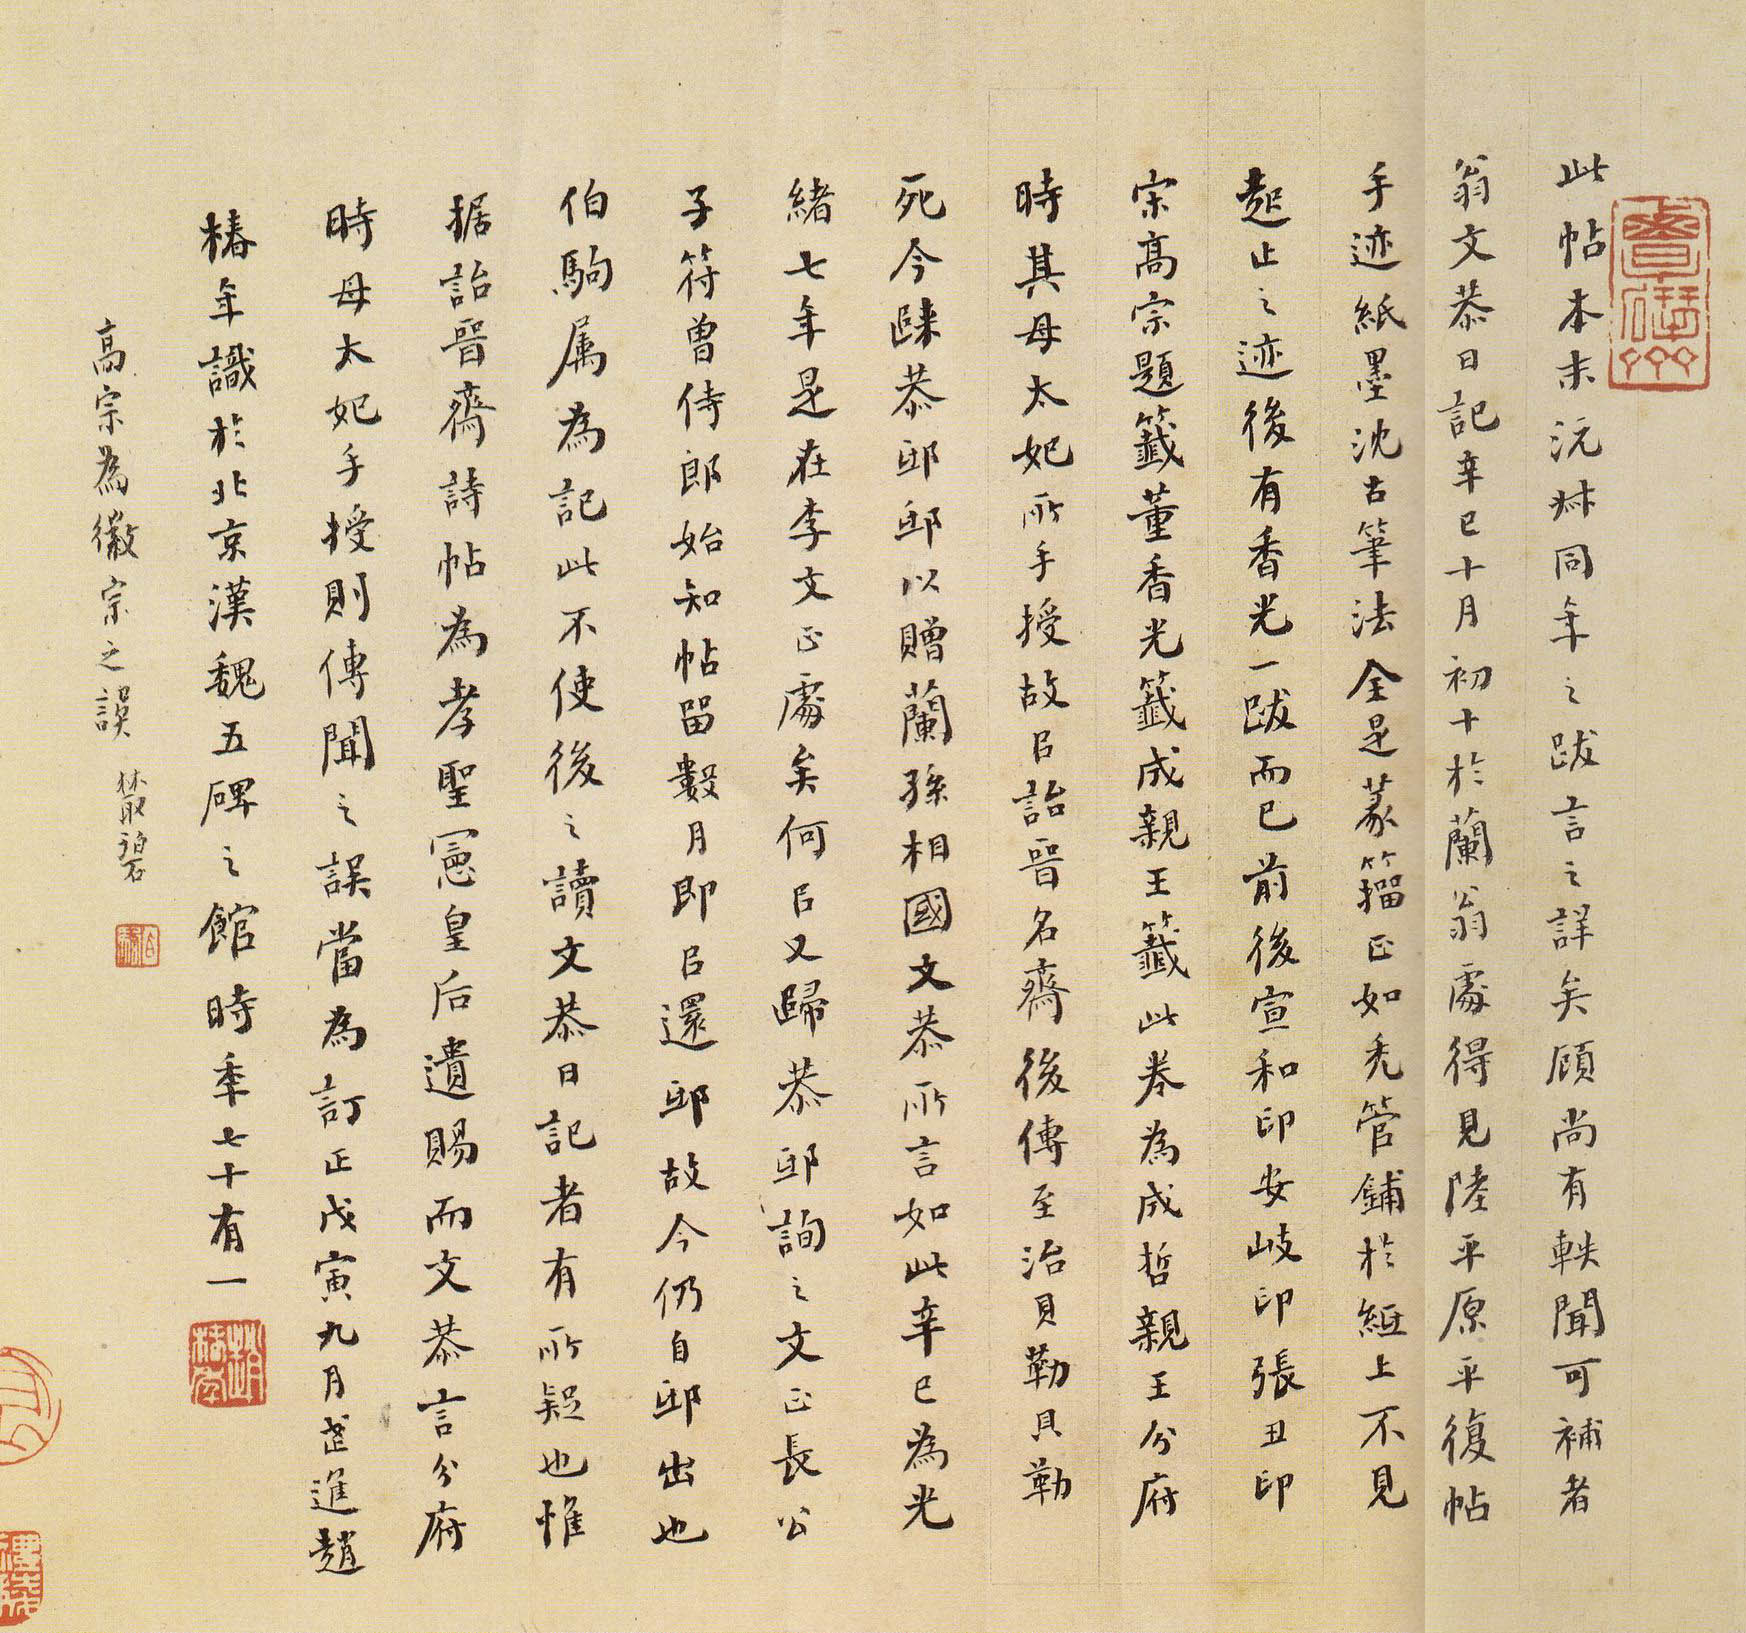 此帖本末沅叔同年之跋言之詳矣顧尚有軼聞可補者
翁文恭日記辛巳十月初十於蘭翁處得見陸平原平復帖
手迹紙墨沈古筆法全是篆籀正如禿管鋪於紙上不見
起止之迹後有香光一跋而已前後宣和印安岐印張丑印
宗高宗題籤董香光籤成親王籤此卷為成哲親王分府
時其母太妃所手授故㠯詒晉名齋後傳至治貝勒貝勒
死今歸恭邸邸以贈蘭孫相國文恭所言如此辛巳為光
緒七年是在李文正處矣何㠯又歸恭邸詢之文正長公
子符曾侍郎始知帖留數月即㠯還邸故今仍自邸出也
伯駒属為記此不使後之讀文恭日記者有所疑也惟
据詒晉齋詩帖為孝聖憲皇后遺賜而文恭言分府
時母太妃手授則傳聞之誤當為訂正戊寅九月武進趙
椿年識於北京漢魏五碑之館時年七十有一
高宗為徽宗之誤 叢碧
趙椿年